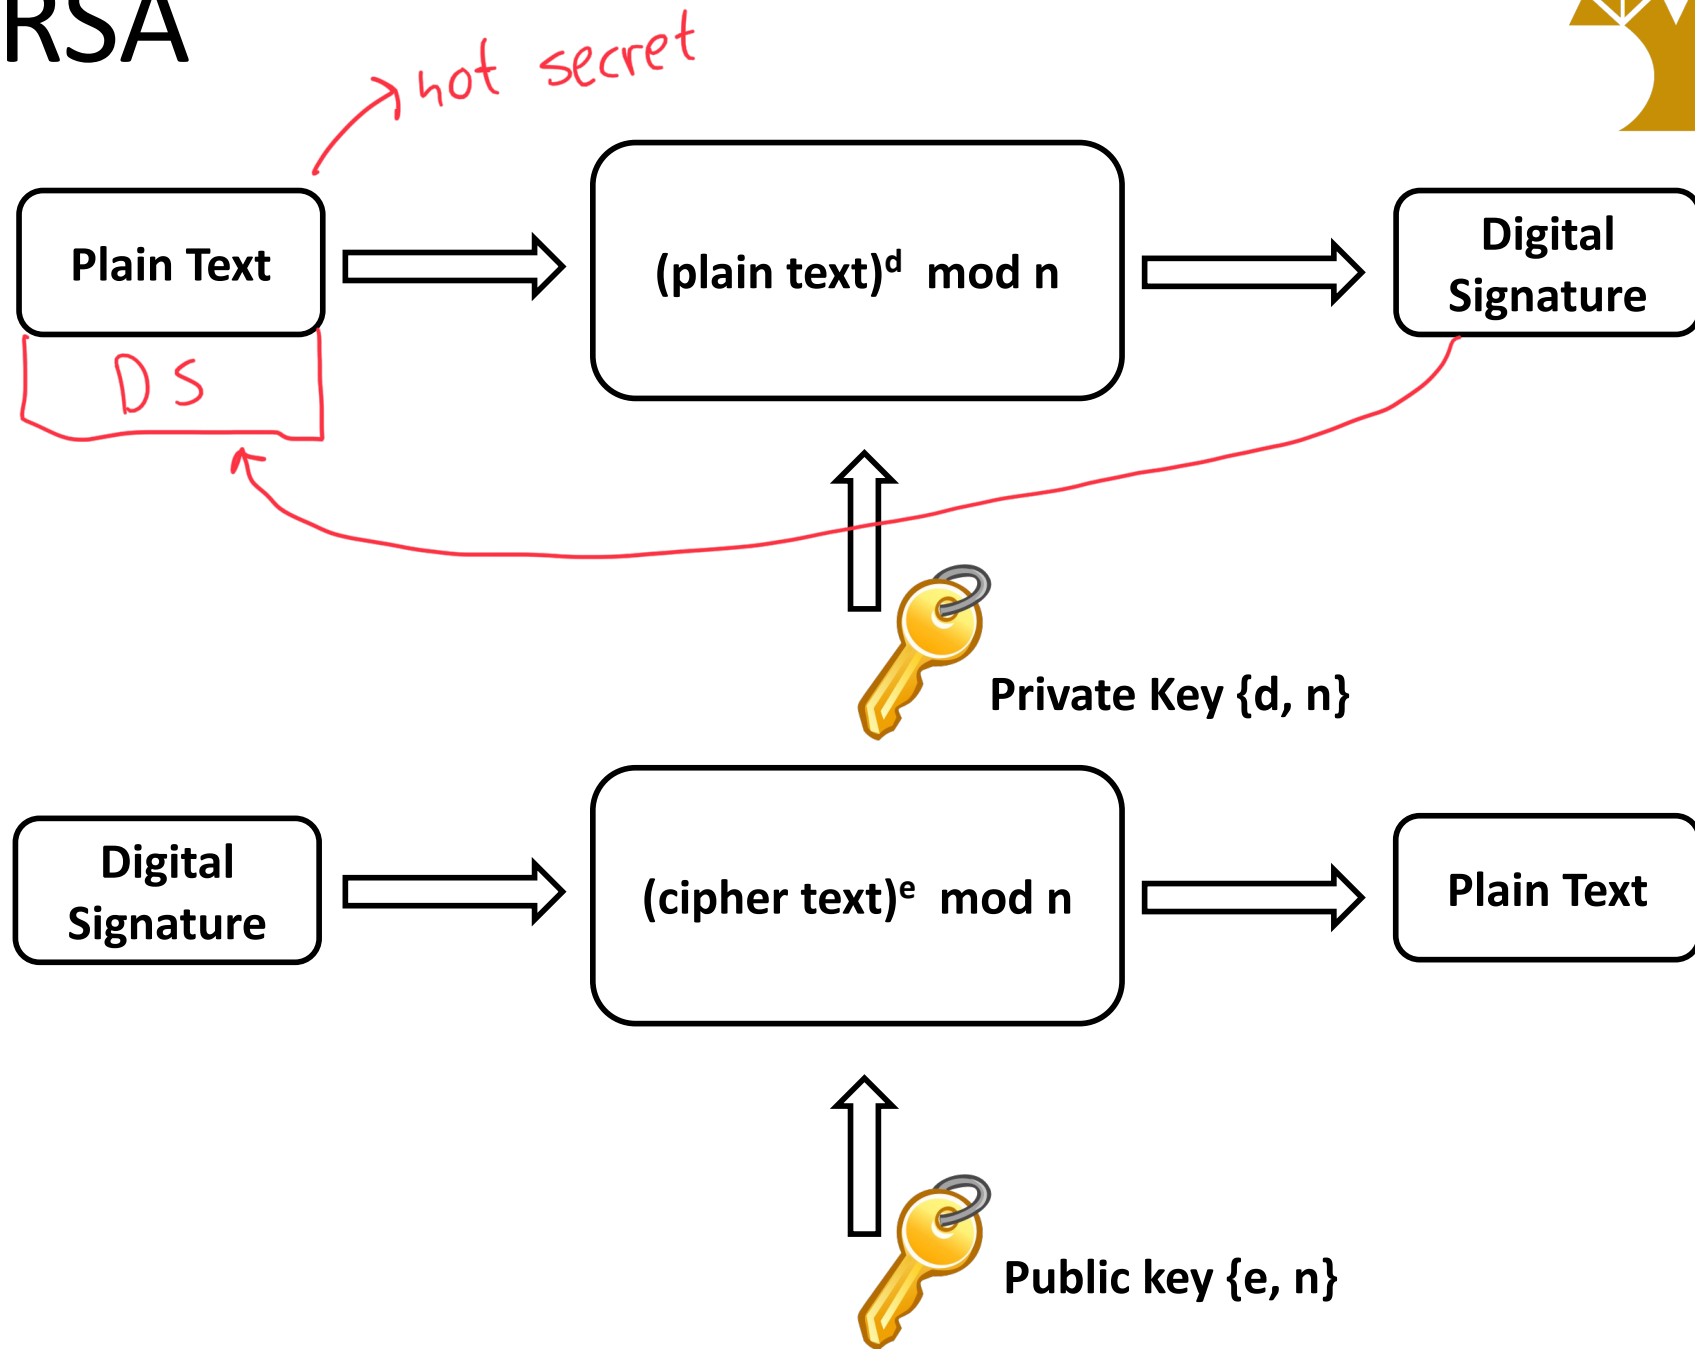 RSA
not secret
Plain Text
(plain text)ᵈ mod n
Digital
Signature
DS
Private Key {d, n}
Digital
Signature
(cipher text)ᵉ mod n
Plain Text
Public key {e, n}